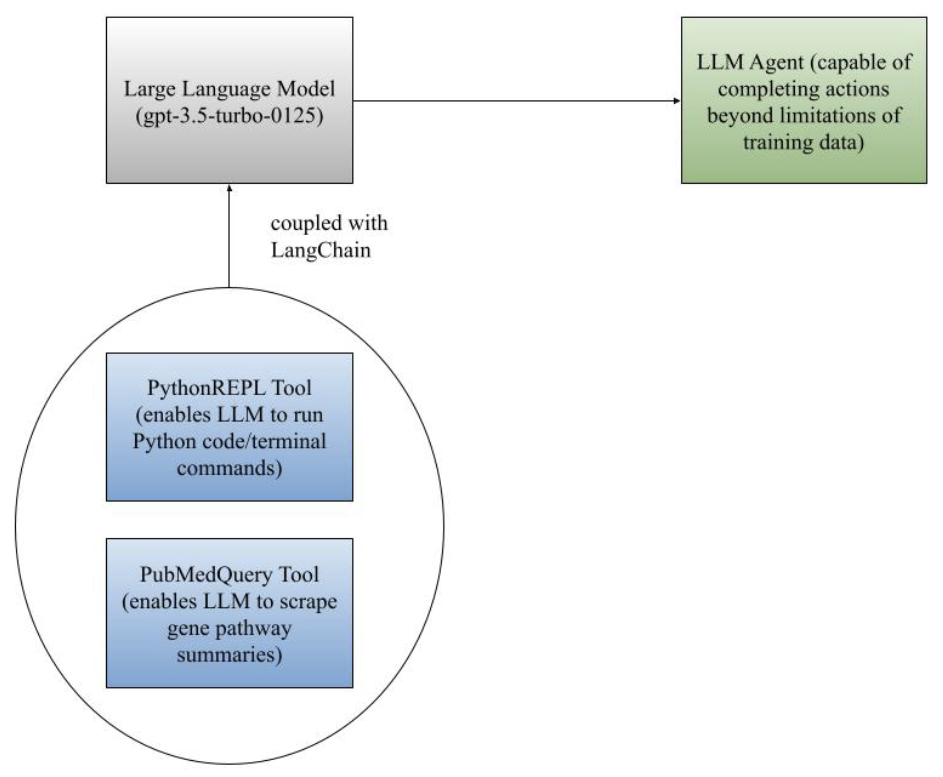 Large Language Model
(gpt-3.5-turbo-0125)
LLM Agent (capable of
completing actions
beyond limitations of
training data)
coupled with
LangChain
PythonREPL Tool
(enables LLM to run
Python code/terminal
commands)
PubMedQuery Tool
(enables LLM to scrape
gene pathway
summaries)